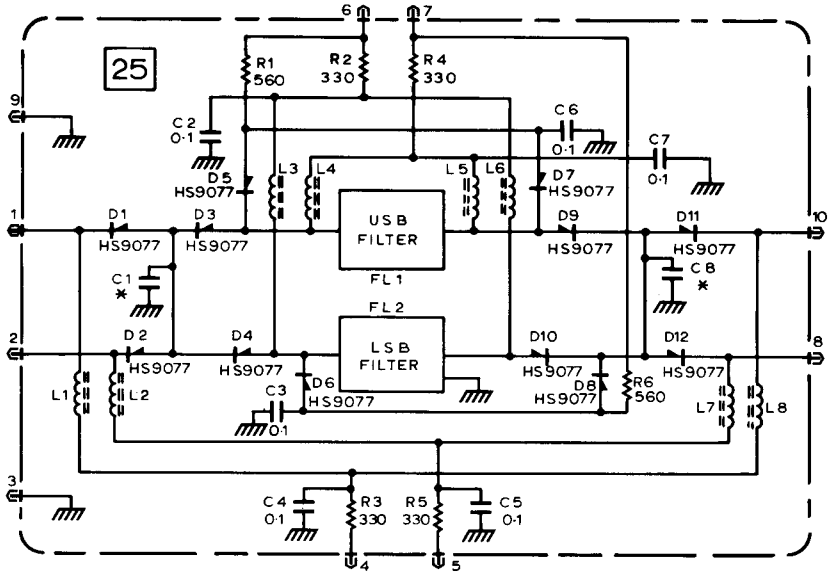 6 7
25
R1
560
R2
330
R4
330
9
C2
0·1
C6
0·1
C7
0·1
D5
HS9077
L3
L4
L5
L6
D7
HS9077
1
D1
HS9077
D3
HS9077
USB
FILTER
FL1
D9
HS9077
D11
HS9077
10
C1
*
C8
*
FL2
2
D2
HS9077
D4
HS9077
LSB
FILTER
D10
HS9077
D12
HS9077
8
L1
L2
D6
HS9077
C3
0·1
D8
HS9077
R6
560
L7
L8
3
C4
0·1
R3
330
R5
330
C5
0·1
4
5